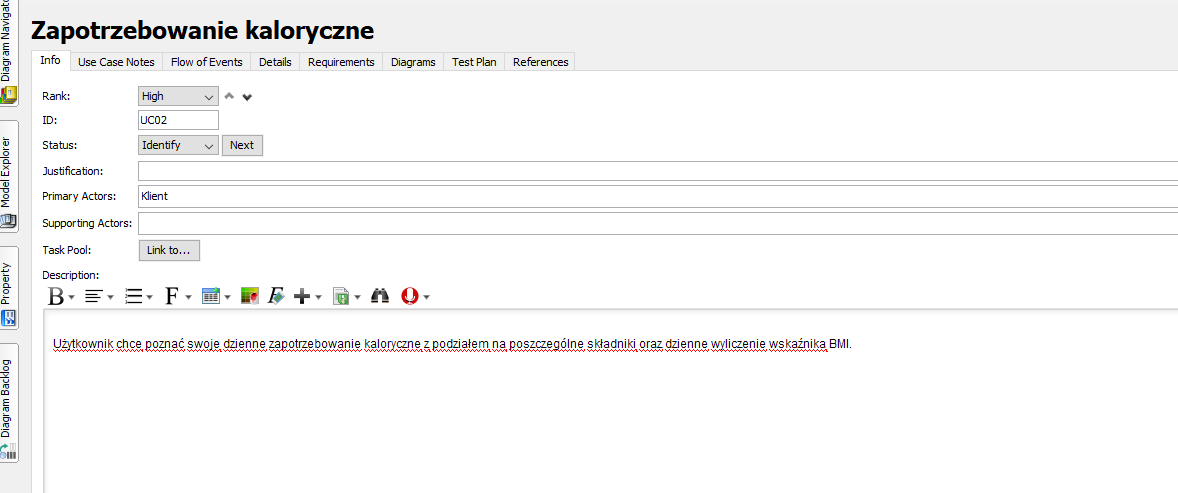 Zapotrzebowanie kaloryczne
Info Use Case Notes Flow of Events Details Requirements Diagrams Test Plan References
Rank: High
ID: UC02
Status: Identify Next
Justification:
Primary Actors: Klient
Supporting Actors:
Task Pool: Link to...
Description:
B F F
Użytkownik chce poznać swoje dzienne zapotrzebowanie kaloryczne z podziałem na poszczególne składniki oraz dzienne wyliczenie wskaźnika BMI.
Diagram Navigato
Model Explorer
Property
Diagram Backlog